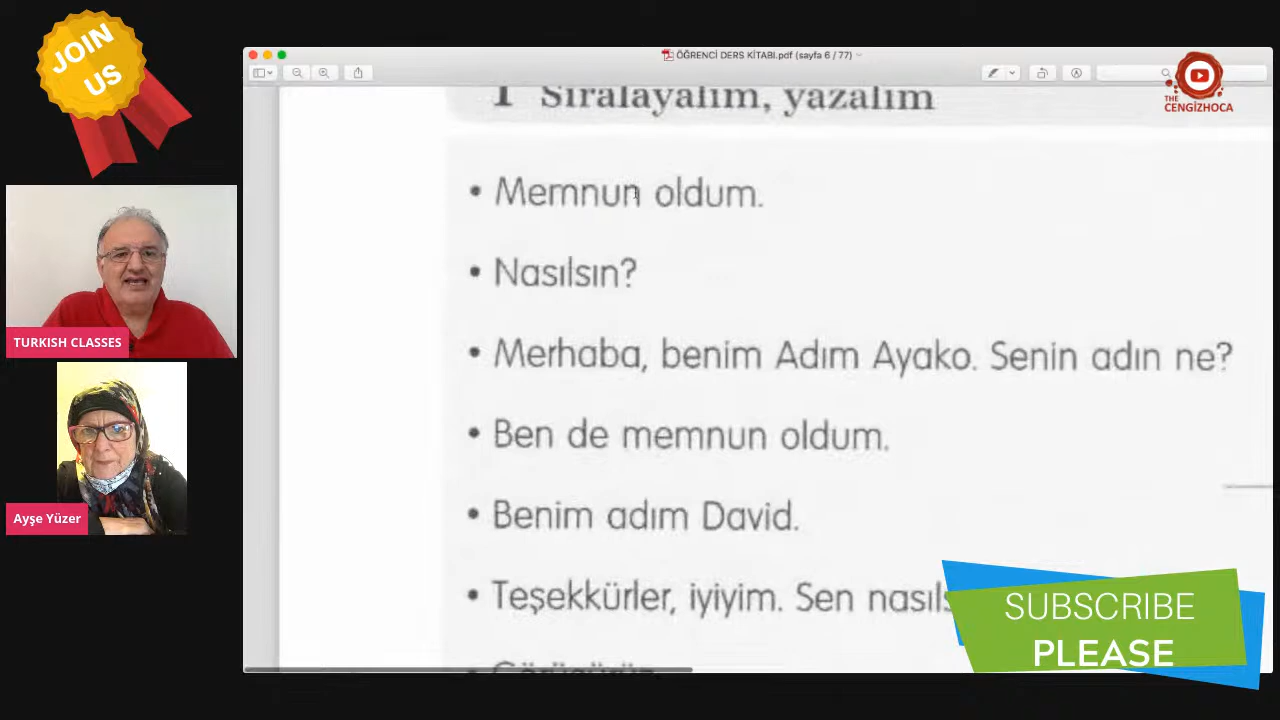 JOIN
US
ÖĞRENCİ DERS KİTABI.pdf (sayfa 6 / 77)
THE
CENGİZHOCA
1 Sıralayalım, yazalım
• Memnun oldum.
• Nasılsın?
• Merhaba, benim Adım Ayako. Senin adın ne?
• Ben de memnun oldum.
• Benim adım David.
• Teşekkürler, iyiyim. Sen
TURKISH CLASSES
Ayşe Yüzer
SUBSCRIBE
PLEASE